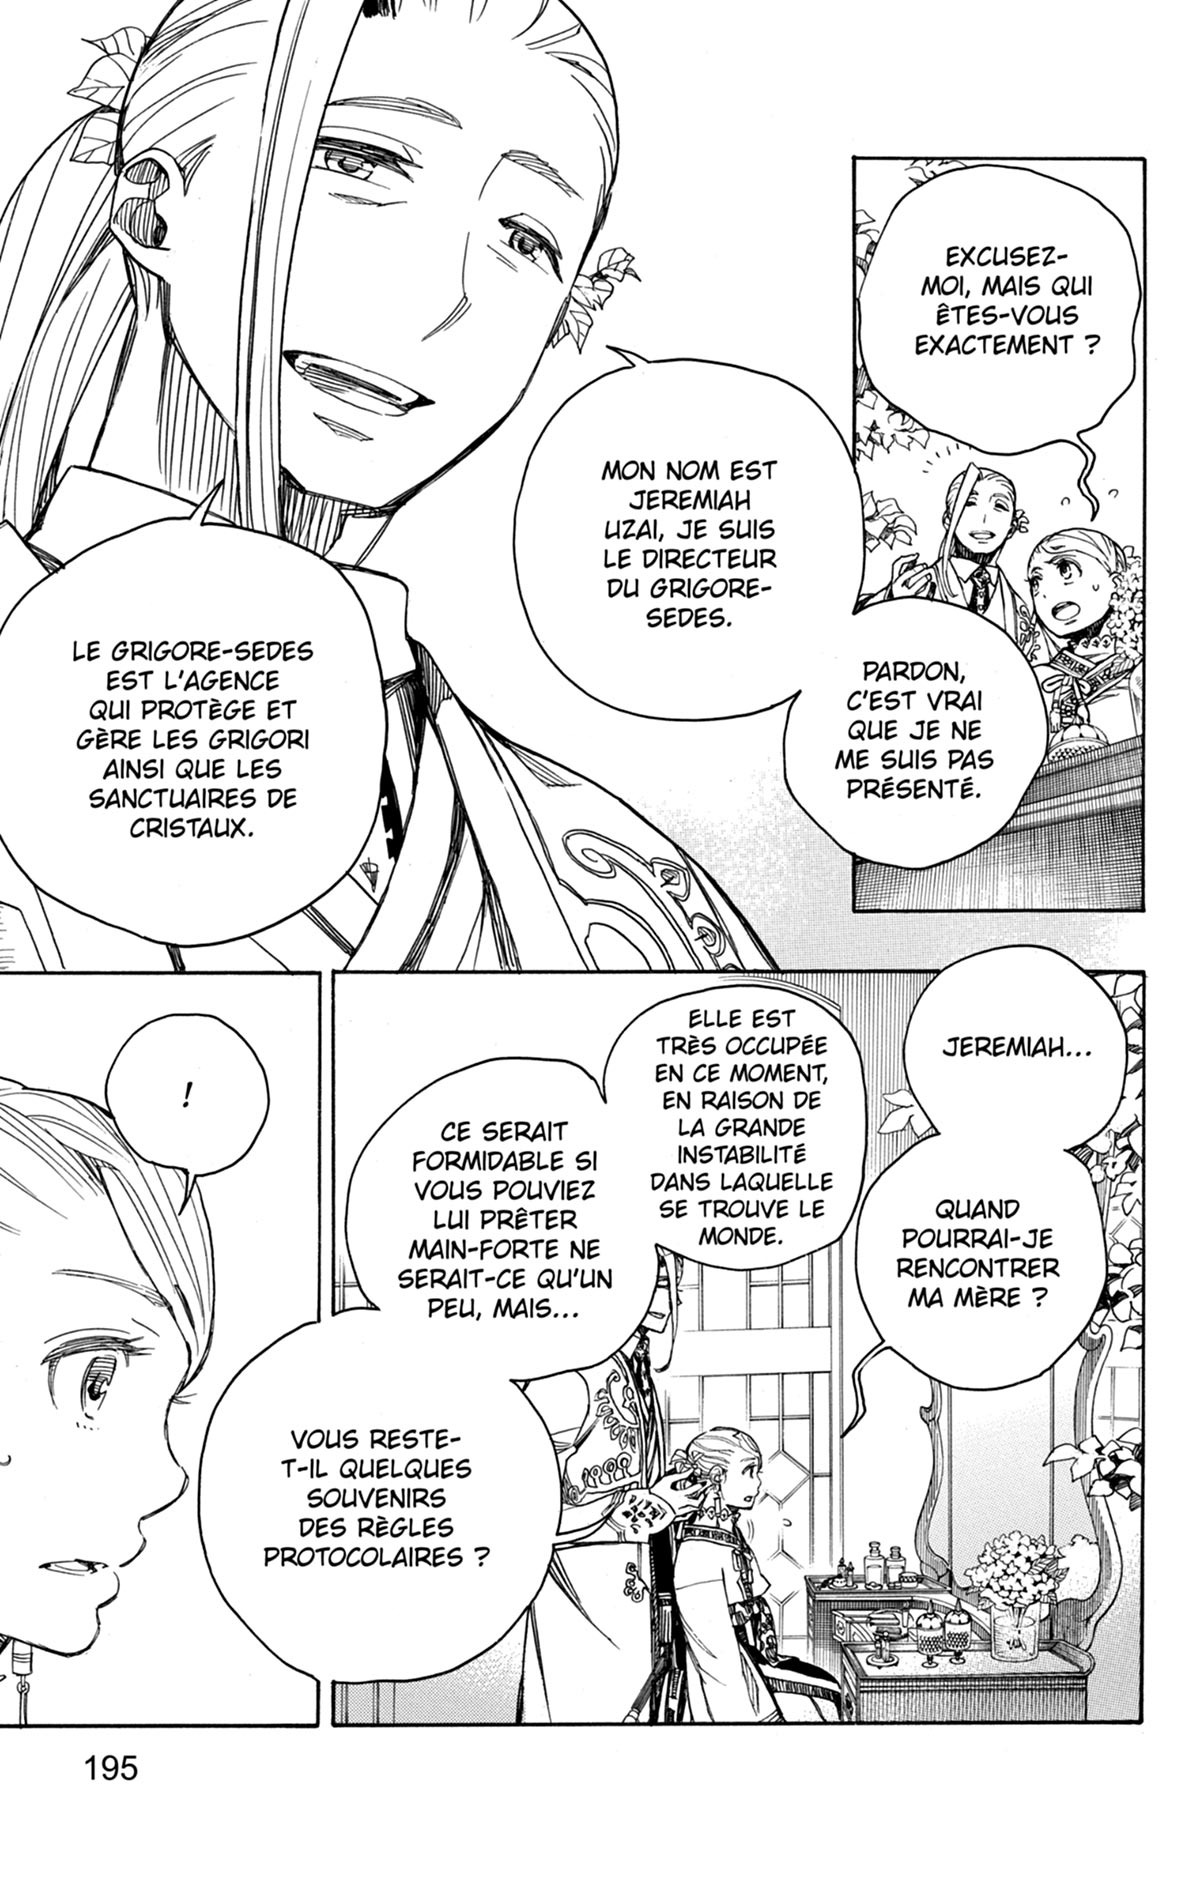 EXCUSEZ-
MOI, MAIS QUI
ÊTES-VOUS
EXACTEMENT ?
PARDON,
C'EST VRAI
QUE JE NE
ME SUIS PAS
PRÉSENTÉ.
MON NOM EST
JEREMIAH
UZAI, JE SUIS
LE DIRECTEUR
DU GRIGORE-
SEDES.
LE GRIGORE-SEDES
EST L'AGENCE
QUI PROTÈGE ET
GÈRE LES GRIGORI
AINSI QUE LES
SANCTUAIRES DE
CRISTAUX.
JEREMIAH...
QUAND
POURRAI-JE
RENCONTRER
MA MÈRE ?
ELLE EST
TRÈS OCCUPÉE
EN CE MOMENT,
EN RAISON DE
LA GRANDE
INSTABILITÉ
DANS LAQUELLE
SE TROUVE LE
MONDE.
CE SERAIT
FORMIDABLE SI
VOUS POUVIEZ
LUI PRÊTER
MAIN-FORTE NE
SERAIT-CE QU'UN
PEU, MAIS...
VOUS RESTE-
T-IL QUELQUES
SOUVENIRS
DES RÈGLES
PROTOCOLAIRES ?
!
195